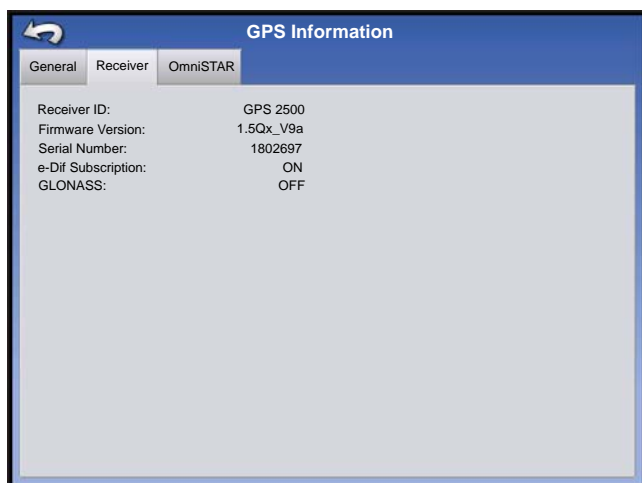 GPS Information
General Receiver OmniSTAR
Receiver ID: GPS 2500
Firmware Version: 1.5Qx_V9a
Serial Number: 1802697
e-Dif Subscription: ON
GLONASS: OFF